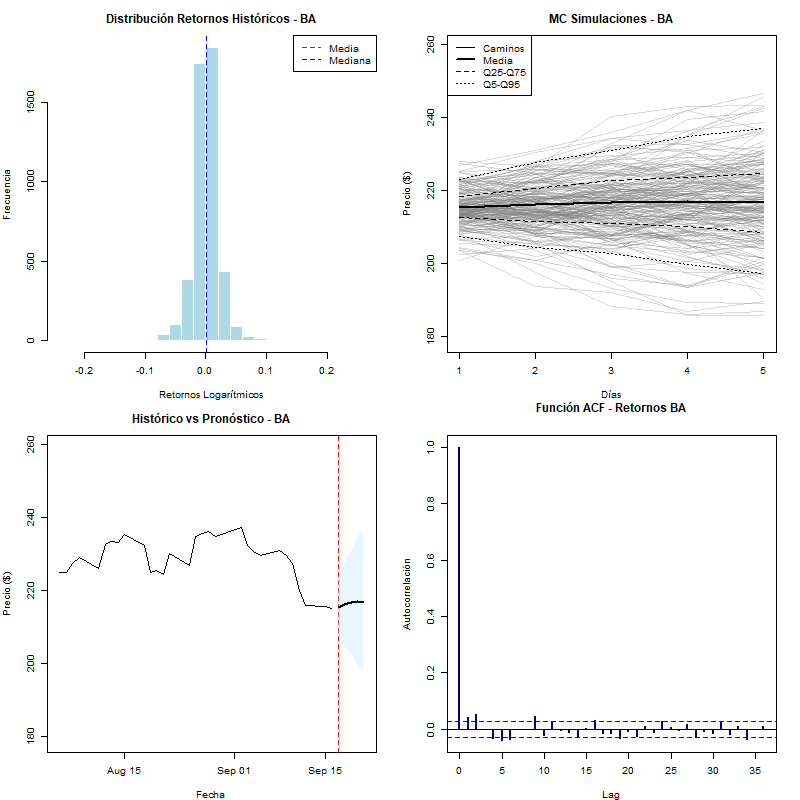 Distribución Retornos Históricos - BA
Media
Mediana
Frecuencia
0
500
1000
1500
-0.2
-0.1
0.0
0.1
0.2
Retornos Logarítmicos
MC Simulaciones - BA
Caminos
Media
Q25-Q75
Q5-Q95
Precio ($)
180
200
220
240
260
1
2
3
4
5
Días
Histórico vs Pronóstico - BA
Precio ($)
180
200
220
240
260
Aug 15
Sep 01
Sep 15
Fecha
Función ACF - Retornos BA
Autocorrelación
0.0
0.2
0.4
0.6
0.8
1.0
0
5
10
15
20
25
30
35
Lag